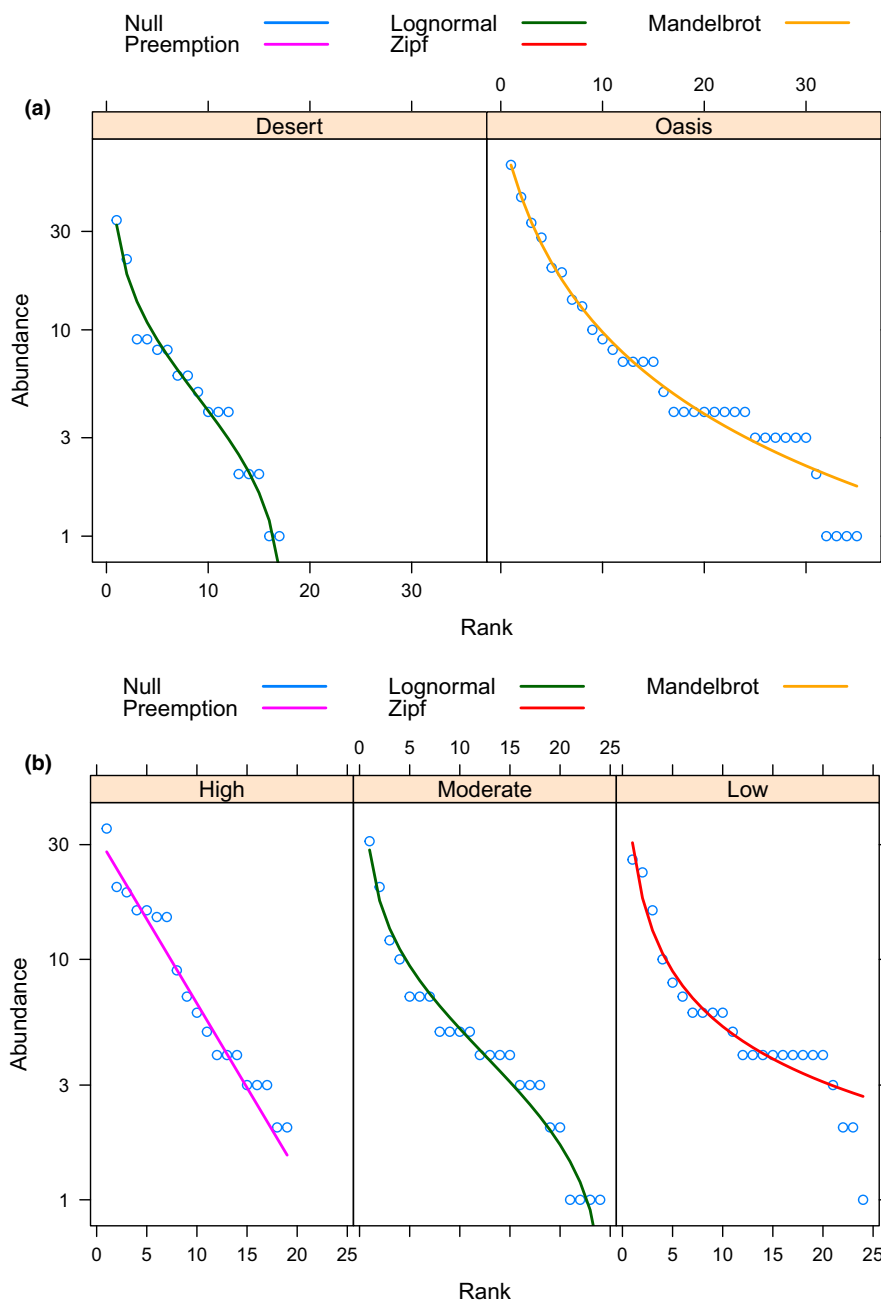 Null Lognormal Mandelbrot
Preemption Zipf
(a)
0 10 20 30
Desert Oasis
30
10
3
1
Abundance
0 10 20 30
Rank
Null Lognormal Mandelbrot
Preemption Zipf
(b)
0 5 10 15 20 25
High Moderate Low
30
10
3
1
Abundance
0 5 10 15 20 25 0 5 10 15 20 25
Rank